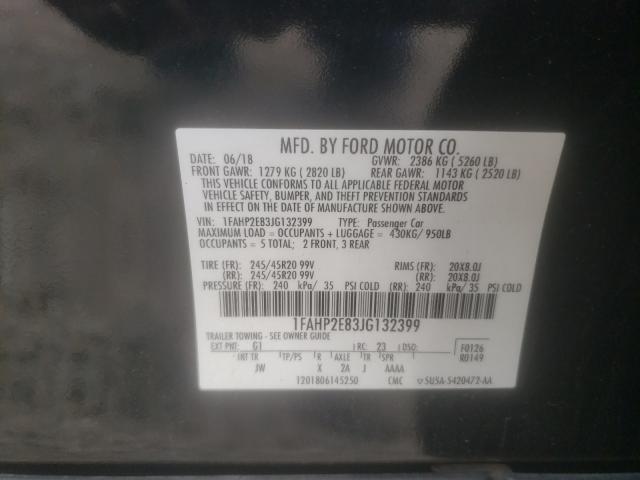 MFD. BY FORD MOTOR CO.
DATE: 06/18 GVWR: 2386 KG ( 5260 LB)
FRONT GAWR: 1279 KG ( 2820 LB) REAR GAWR: 1143 KG ( 2520 LB)
THIS VEHICLE CONFORMS TO ALL APPLICABLE FEDERAL MOTOR
VEHICLE SAFETY, BUMPER, AND THEFT PREVENTION STANDARDS
IN EFFECT ON THE DATE OF MANUFACTURE SHOWN ABOVE.
VIN: 1FAHP2E83JG132399 TYPE: Passenger Car
MAXIMUM LOAD = OCCUPANTS + LUGGAGE = 430KG/ 950LB
OCCUPANTS = 5 TOTAL; 2 FRONT, 3 REAR
TIRE (FR): 245/45R20 99V RIMS (FR): 20X8.0J
(RR): 245/45R20 99V (RR): 20X8.0J
PRESSURE (FR): 240 kPa/ 35 PSI COLD (RR): 240 kPa/ 35 PSI COLD
1FAHP2E83JG132399
TRAILER TOWING - SEE OWNER GUIDE
EXT PNT: G1 RC: 23 DSO: F0126
INT TR TP/PS R AXLE TR SPR R0149
JW X 2A J AAAA
1201806145250 CMC 5U5A-5420472-AA